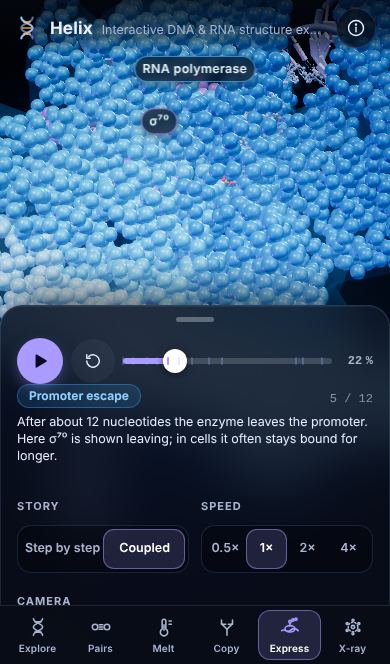 Helix Interactive DNA & RNA structure ex...
RNA polymerase
σ⁷⁰
22 %
Promoter escape
5 / 12
After about 12 nucleotides the enzyme leaves the promoter.
Here σ⁷⁰ is shown leaving; in cells it often stays bound for
longer.
STORY
SPEED
Step by step Coupled
0.5× 1× 2× 4×
CAMERA
Explore Pairs Melt Copy Express X-ray